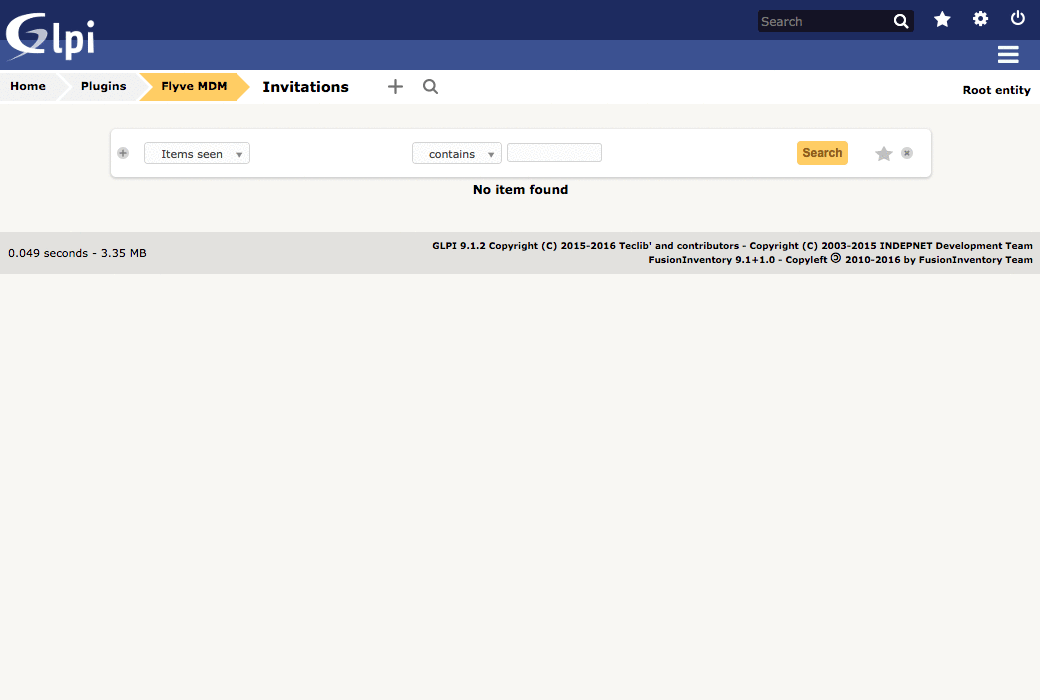 Glpi
Search
Home Plugins Flyve MDM Invitations
Root entity
Items seen contains Search
No item found
0.049 seconds - 3.35 MB
GLPI 9.1.2 Copyright (C) 2015-2016 Teclib' and contributors - Copyright (C) 2003-2015 INDEPNET Development Team
FusionInventory 9.1+1.0 - Copyleft 🄯 2010-2016 by FusionInventory Team